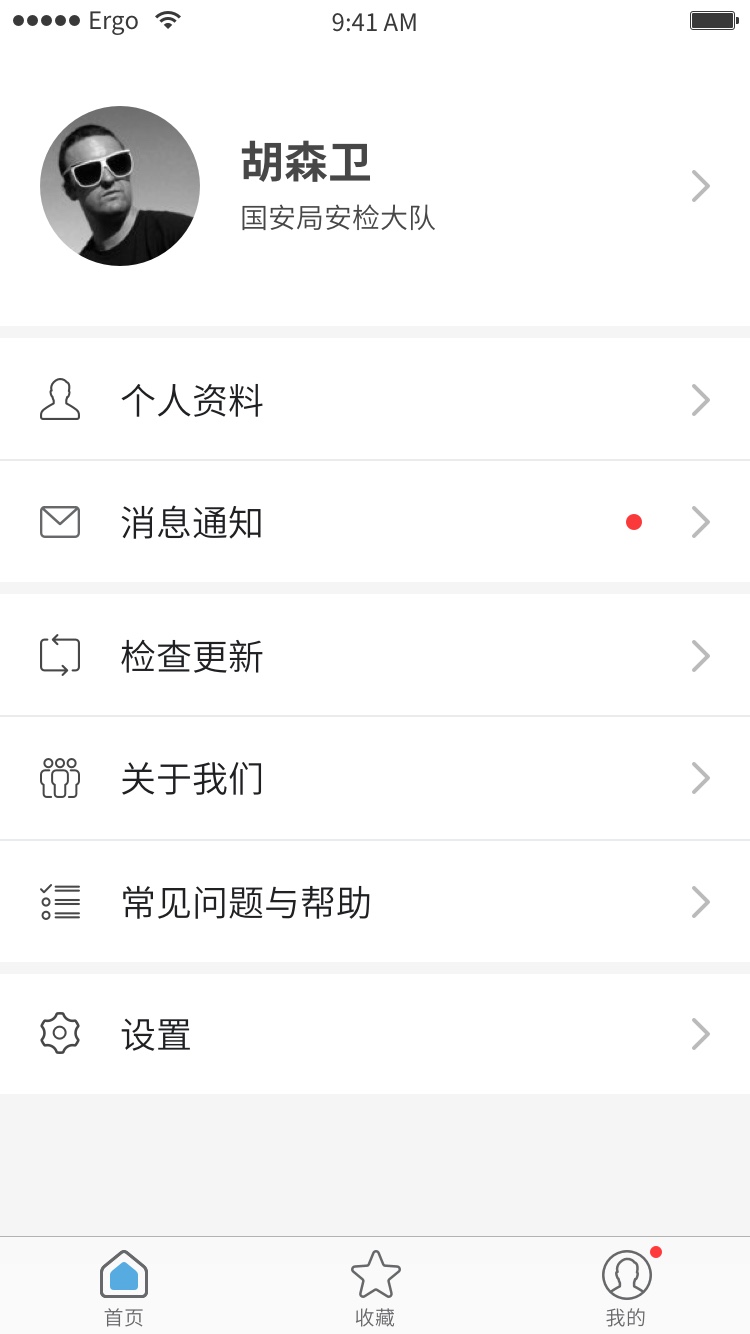 Ergo 9:41 AM
胡森卫
国安局安检大队
个人资料
消息通知
检查更新
关于我们
常见问题与帮助
设置
首页 收藏 我的